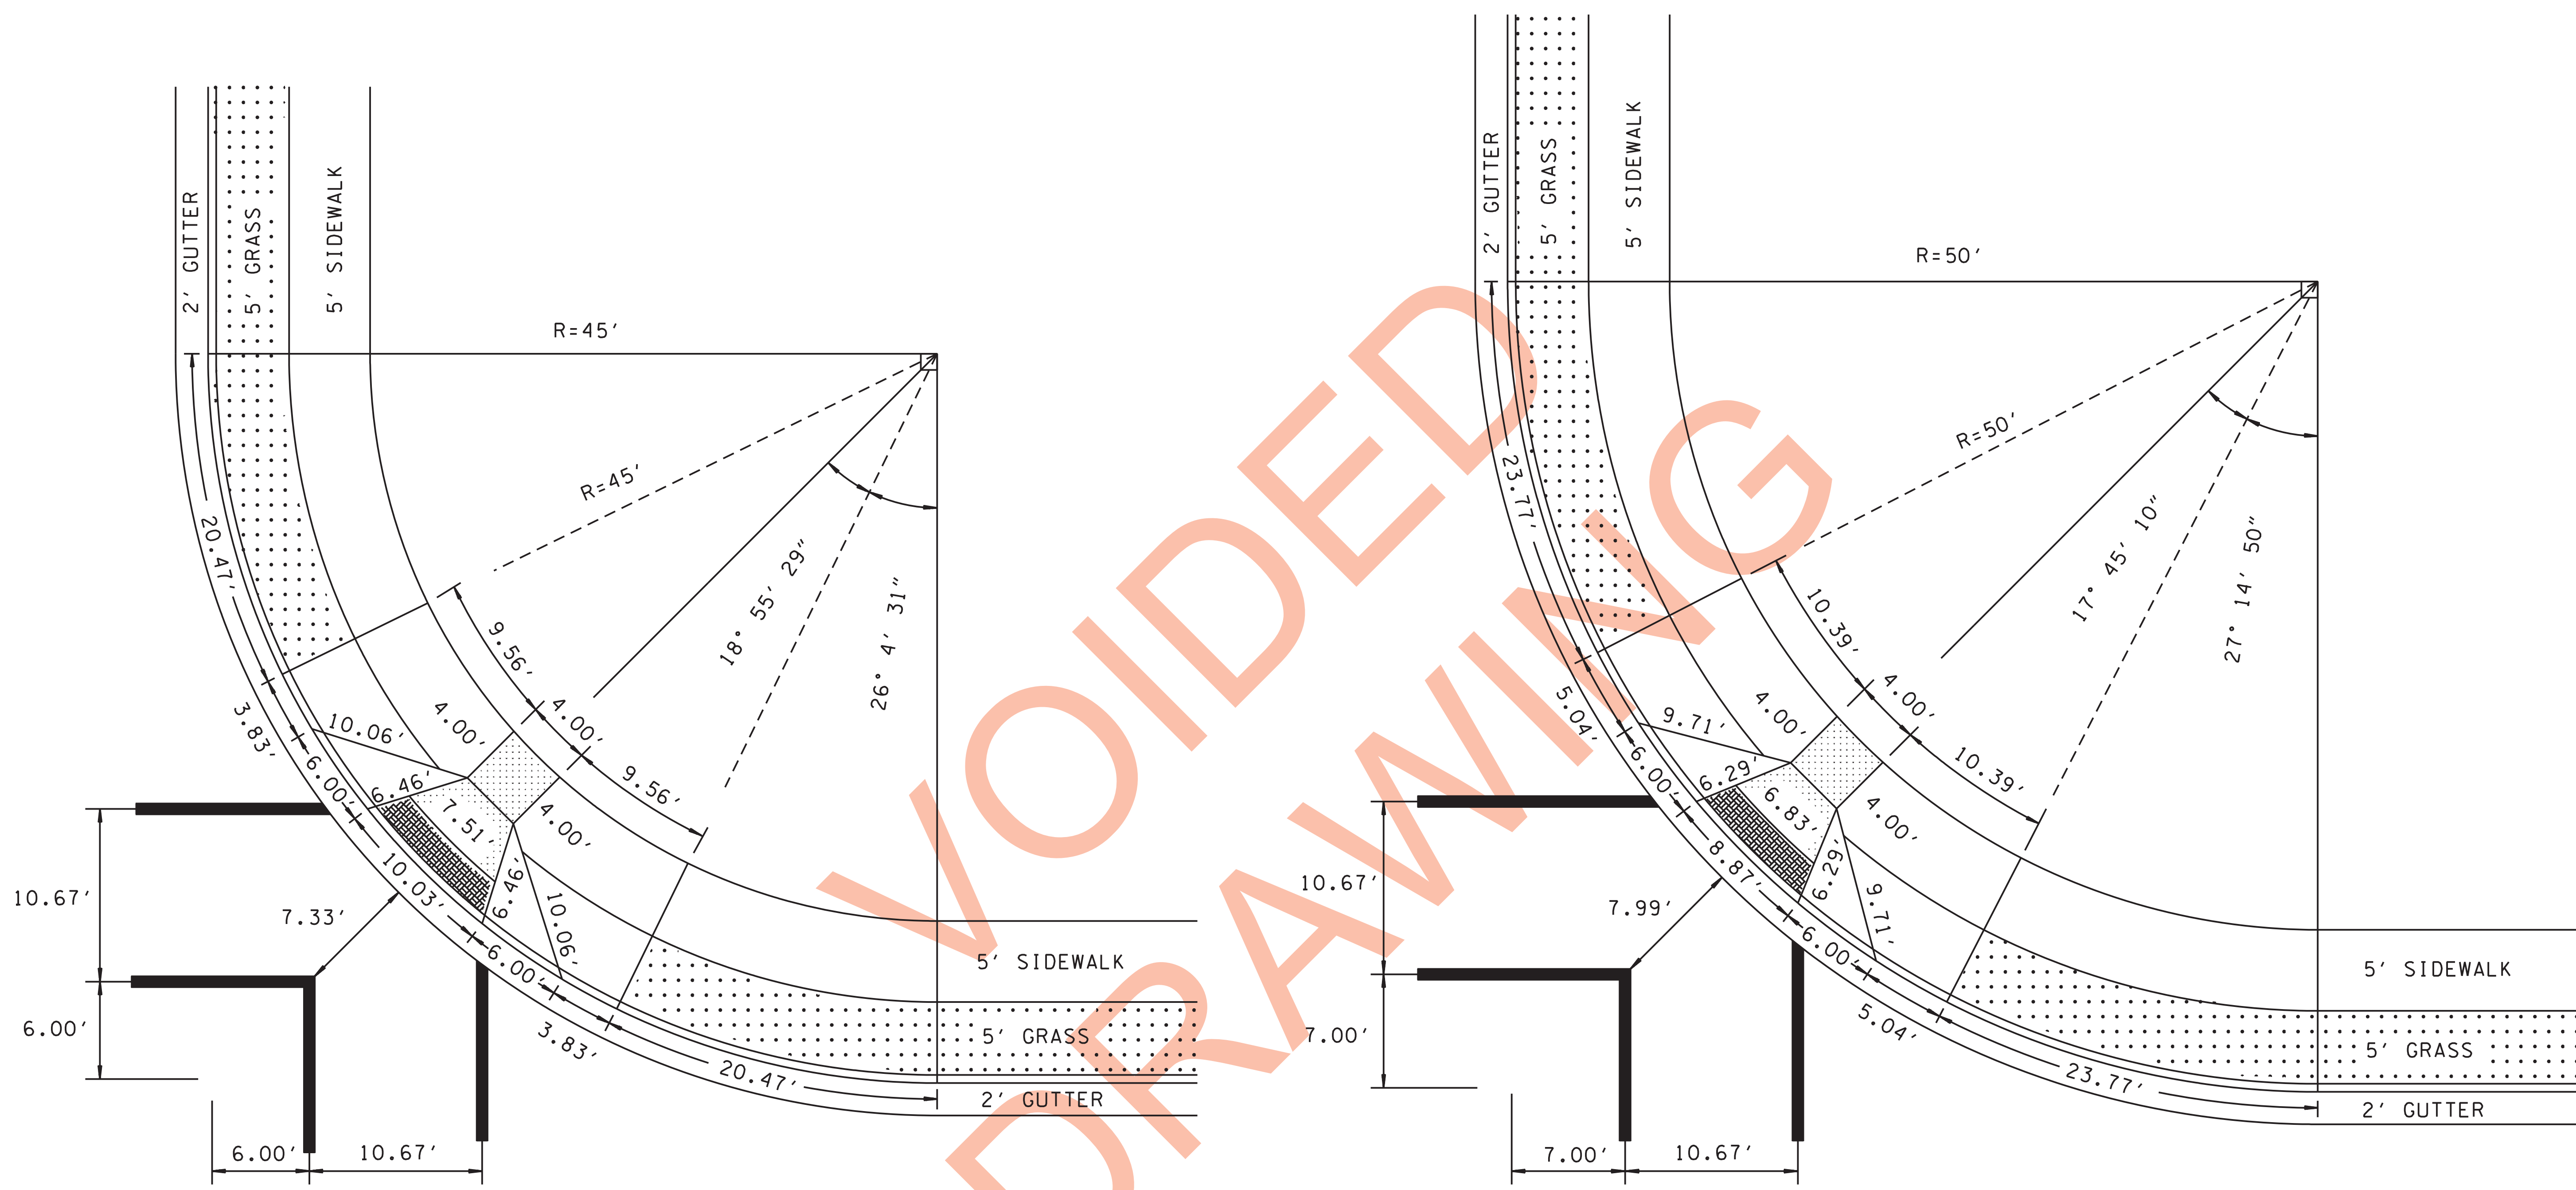 2' GUTTER
5' GRASS
5' SIDEWALK
R=45'
R=45'
18° 55' 29"
26° 4' 31"
20.47'
3.83'
6.00'
10.03'
6.00'
3.83'
20.47'
9.56'
4.00'
9.56'
4.00'
4.00'
10.06'
6.46'
7.51'
6.46'
10.06'
10.67'
6.00'
7.33'
6.00'
10.67'
5' SIDEWALK
5' GRASS
2' GUTTER
VOIDED
DRAWING
2' GUTTER
5' GRASS
5' SIDEWALK
R=50'
R=50'
17° 45' 10"
27° 14' 50"
23.77'
5.04'
6.00'
8.87'
6.00'
5.04'
23.77'
10.39'
4.00'
10.39'
4.00'
4.00'
9.71'
6.29'
6.83'
6.29'
9.71'
10.67'
7.00'
7.99'
7.00'
10.67'
5' SIDEWALK
5' GRASS
2' GUTTER